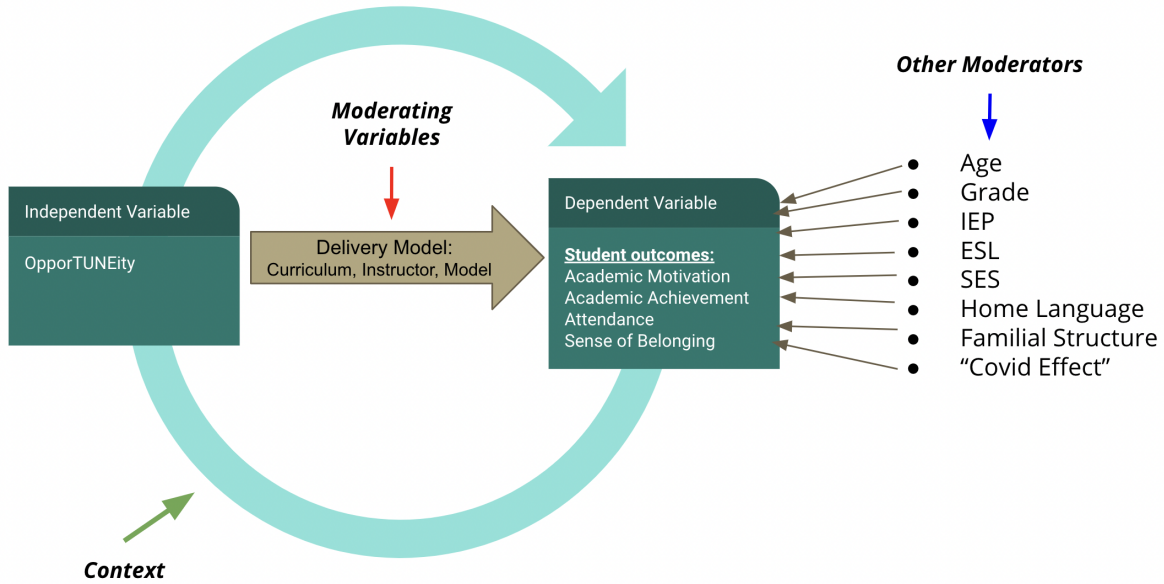 Other Moderators
Moderating
Variables
Independent Variable
OpporTUNEity
Delivery Model:
Curriculum, Instructor, Model
Dependent Variable
Student outcomes:
Academic Motivation
Academic Achievement
Attendance
Sense of Belonging
● Age
● Grade
● IEP
● ESL
● SES
● Home Language
● Familial Structure
● “Covid Effect”
Context